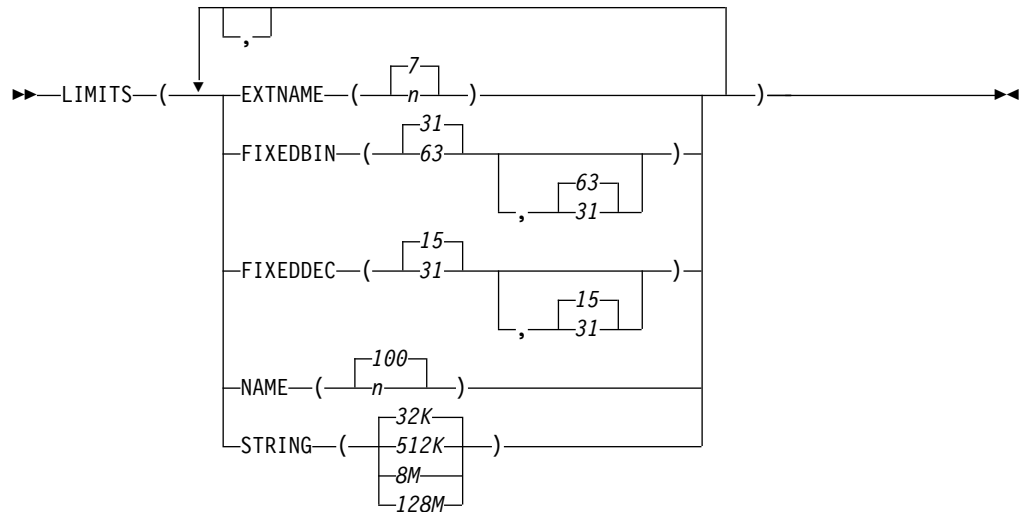 ,
7
►►—LIMITS—(—EXTNAME—(—n—)—)—►◄
31
FIXEDBIN—(—63—)
63
,—31
15
FIXEDDEC—(—31—)
15
,—31
100
NAME—(—n—)
32K
STRING—(—512K—)
8M
128M